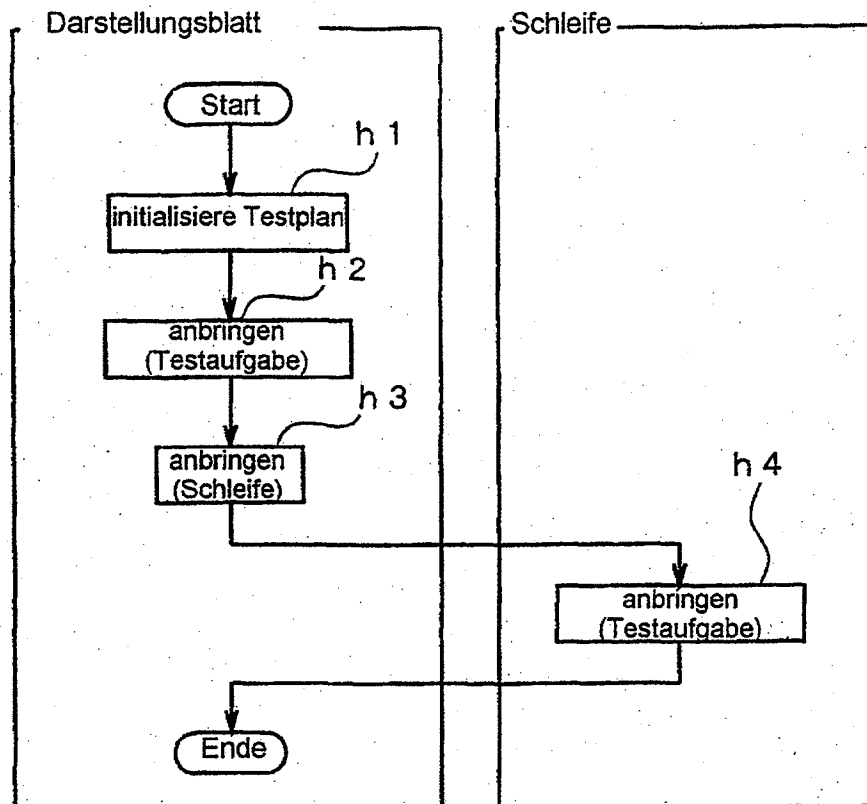 Darstellungsblatt
Schleife
Start
h 1
initialisiere Testplan
h 2
anbringen
(Testaufgabe)
h 3
anbringen
(Schleife)
h 4
anbringen
(Testaufgabe)
Ende